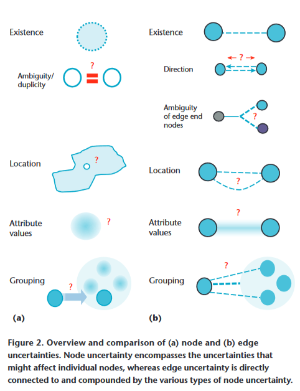 Existence
?
Ambiguity/
duplicity
Location
?
Attribute
values
?
Grouping
?
(a)
Existence
?
Direction
Ambiguity
of edge end
nodes
?
Location
?
?
Attribute
values
?
Grouping
(b)
Figure 2. Overview and comparison of (a) node and (b) edge
uncertainties. Node uncertainty encompasses the uncertainties that
might affect individual nodes, whereas edge uncertainty is directly
connected to and compounded by the various types of node uncertainty.